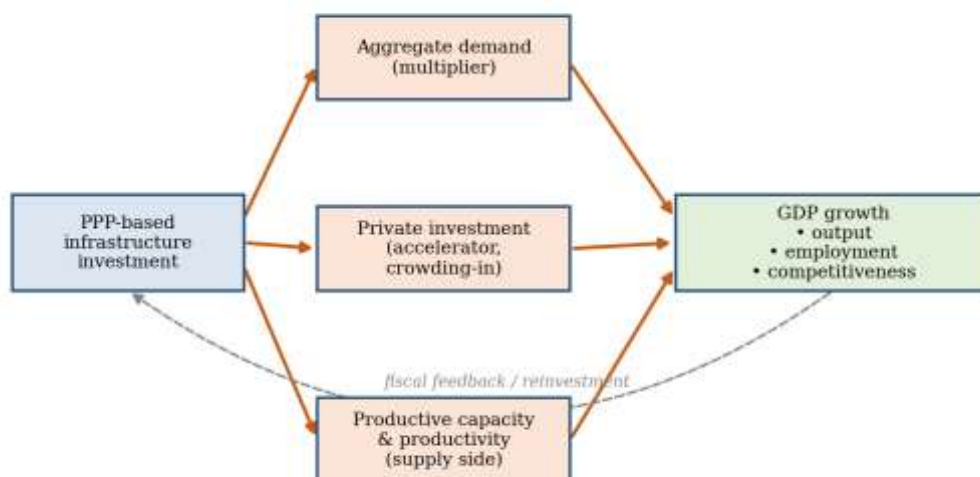 Aggregate demand
(multiplier)
PPP-based
infrastructure
investment
Private investment
(accelerator,
crowding-in)
GDP growth
• output
• employment
• competitiveness
fiscal feedback / reinvestment
Productive capacity
& productivity
(supply side)